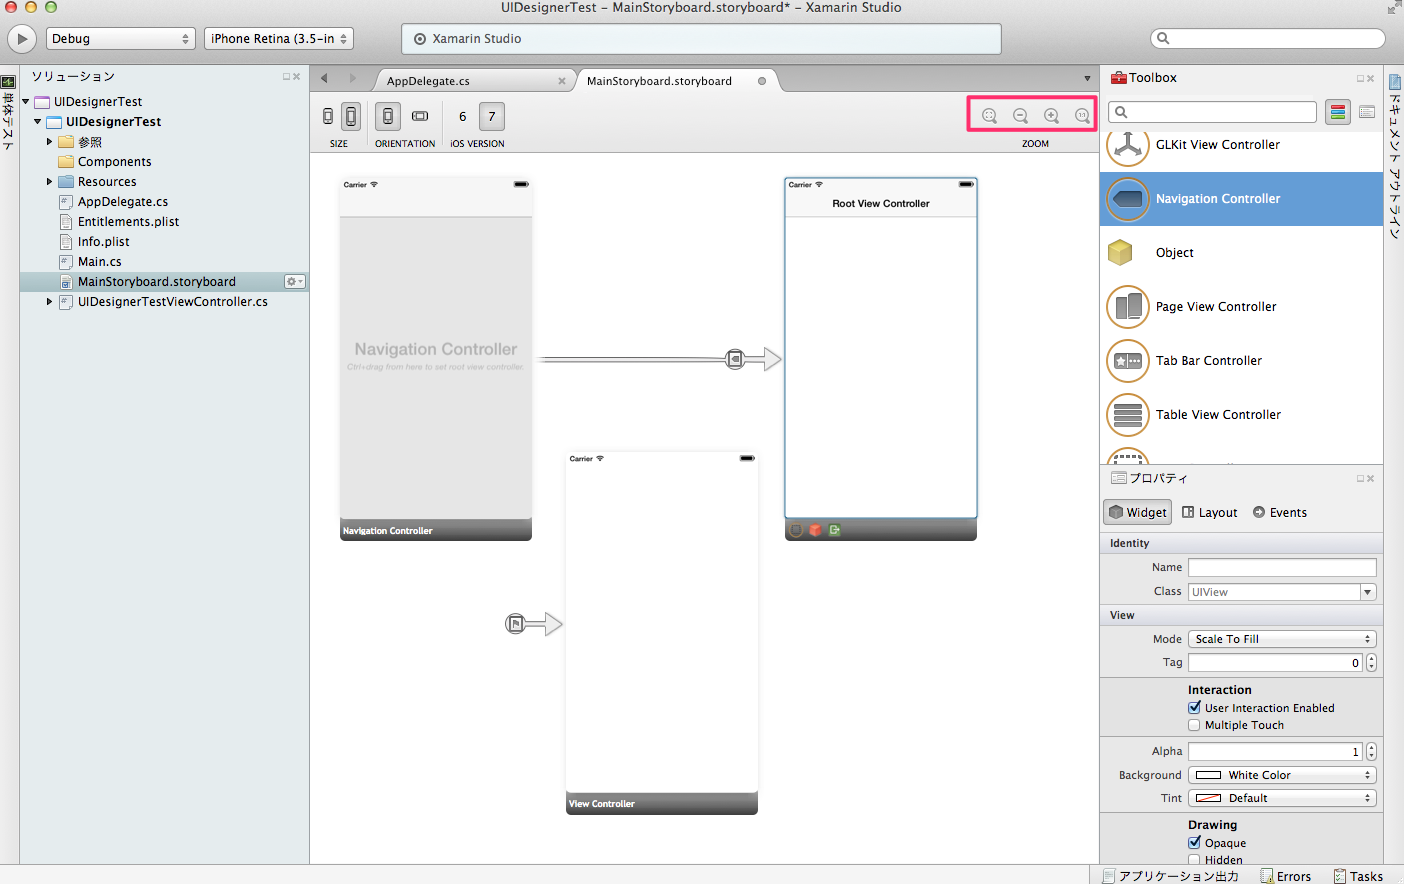 UIDesignerTest – MainStoryboard.storyboard* – Xamarin Studio
Debug
iPhone Retina (3.5-in
Xamarin Studio
単体テスト
ソリューション
UIDesignerTest
UIDesignerTest
参照
Components
Resources
AppDelegate.cs
Entitlements.plist
Info.plist
Main.cs
MainStoryboard.storyboard
UIDesignerTestViewController.cs
AppDelegate.cs
MainStoryboard.storyboard
6
7
SIZE
ORIENTATION
iOS VERSION
1:1
ZOOM
Carrier
Navigation Controller
Ctrl+drag from here to set root view controller
Navigation Controller
Carrier
Root View Controller
Carrier
View Controller
Toolbox
GLKit View Controller
Navigation Controller
Object
Page View Controller
Tab Bar Controller
Table View Controller
プロパティ
Widget
Layout
Events
Identity
Name
Class
UIView
View
Mode
Scale To Fill
Tag
0
Interaction
User Interaction Enabled
Multiple Touch
Alpha
1
Background
White Color
Tint
Default
Drawing
Opaque
Hidden
ドキュメント アウトライン
アプリケーション出力
Errors
Tasks